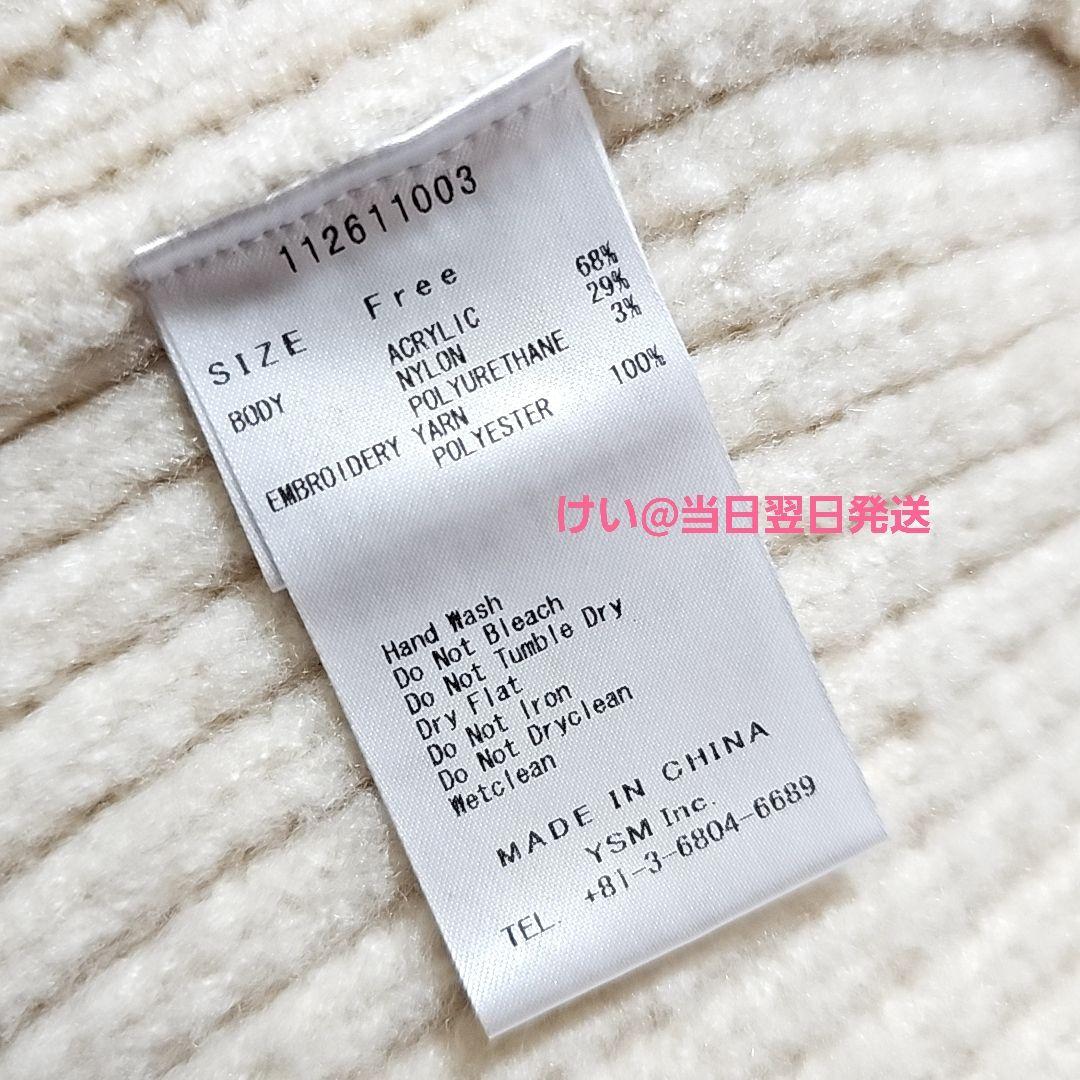 112611003
SIZE Free
BODY ACRYLIC 68%
NYLON 29%
POLYURETHANE 3%
EMBROIDERY YARN
POLYESTER 100%
けい@当日翌日発送
Hand Wash
Do Not Bleach
Do Not Tumble Dry
Dry Flat
Do Not Iron
Do Not Dryclean
Wetclean
MADE IN CHINA
YSM Inc.
TEL. +81-3-6804-6689